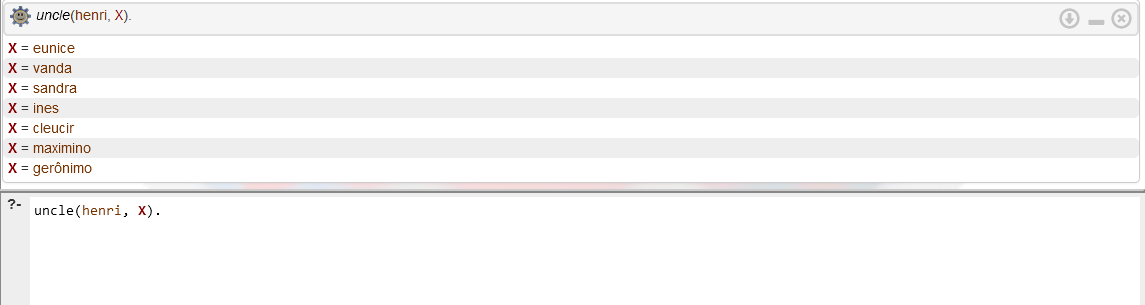 uncle(henri, X).
X = eunice
X = vanda
X = sandra
X = ines
X = cleucir
X = maximino
X = gerônimo
?- uncle(henri, X).